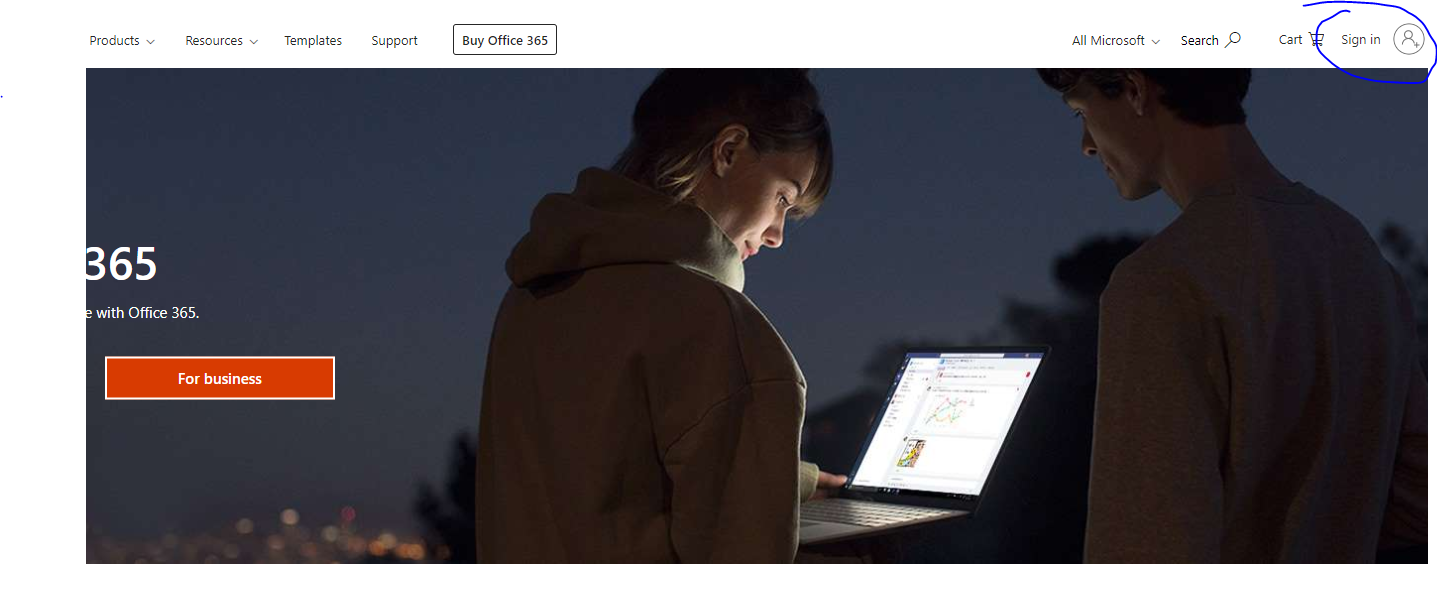 Products Resources Templates Support Buy Office 365 All Microsoft Search Cart Sign in
365
e with Office 365.
For business